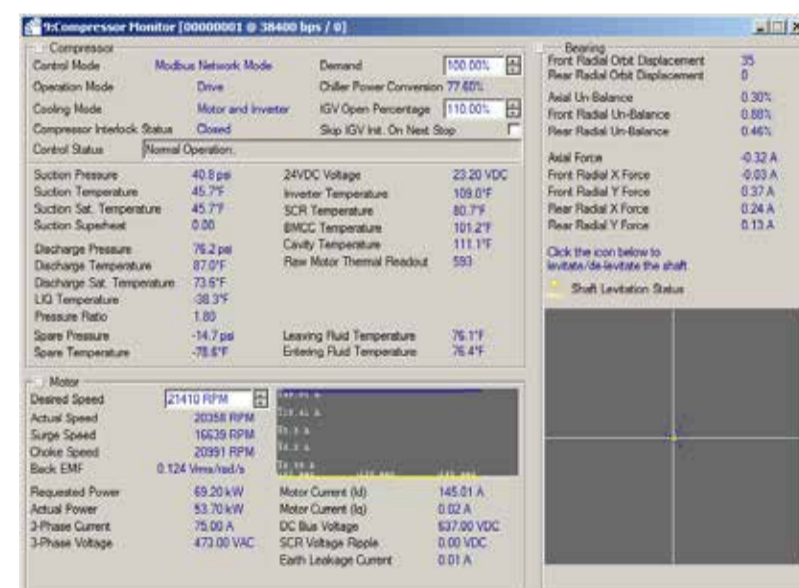 9:Compressor Monitor [00000001 @ 38400 bps / 0]
Compressor
Control Mode Modbus Network Mode Demand 100.00%
Operation Mode Drive Chiller Power Conversion 77.60%
Cooling Mode Motor and Inverter IGV Open Percentage 110.00%
Compressor Interlock Status Closed Skip IGV Init. On Next Stop
Control Status Normal Operation.
Suction Pressure 40.8 psi 24VDC Voltage 23.20 VDC
Suction Temperature 45.7°F Inverter Temperature 109.0°F
Suction Sat. Temperature 45.7°F SCR Temperature 80.7°F
Suction Superheat 0.00 BMCC Temperature 101.2°F
Cavity Temperature 111.1°F
Discharge Pressure 76.2 psi Raw Motor Thermal Readout 593
Discharge Temperature 87.0°F
Discharge Sat. Temperature 73.6°F
LIQ Temperature -38.3°F
Pressure Ratio 1.80
Spare Pressure -14.7 psi Leaving Fluid Temperature 76.1°F
Spare Temperature -78.6°F Entering Fluid Temperature 76.4°F
Motor
Desired Speed 21410 RPM
Actual Speed 20358 RPM
Surge Speed 16639 RPM
Choke Speed 20991 RPM
Back EMF 0.124 Vrms/rad/s
Requested Power 69.20 kW Motor Current (Id) 145.01 A
Actual Power 53.70 kW Motor Current (Iq) 0.02 A
3-Phase Current 75.00 A DC Bus Voltage 637.00 VDC
3-Phase Voltage 473.00 VAC SCR Voltage Ripple 0.00 VDC
Earth Leakage Current 0.01 A
Bearing
Front Radial Orbit Displacement 35
Rear Radial Orbit Displacement 0
Axial Un-Balance 0.30%
Front Radial Un-Balance 0.88%
Rear Radial Un-Balance 0.46%
Axial Force -0.32 A
Front Radial X Force -0.03 A
Front Radial Y Force 0.37 A
Rear Radial X Force 0.24 A
Rear Radial Y Force 0.13 A
Click the icon below to
levitate/de-levitate the shaft
Shaft Levitation Status